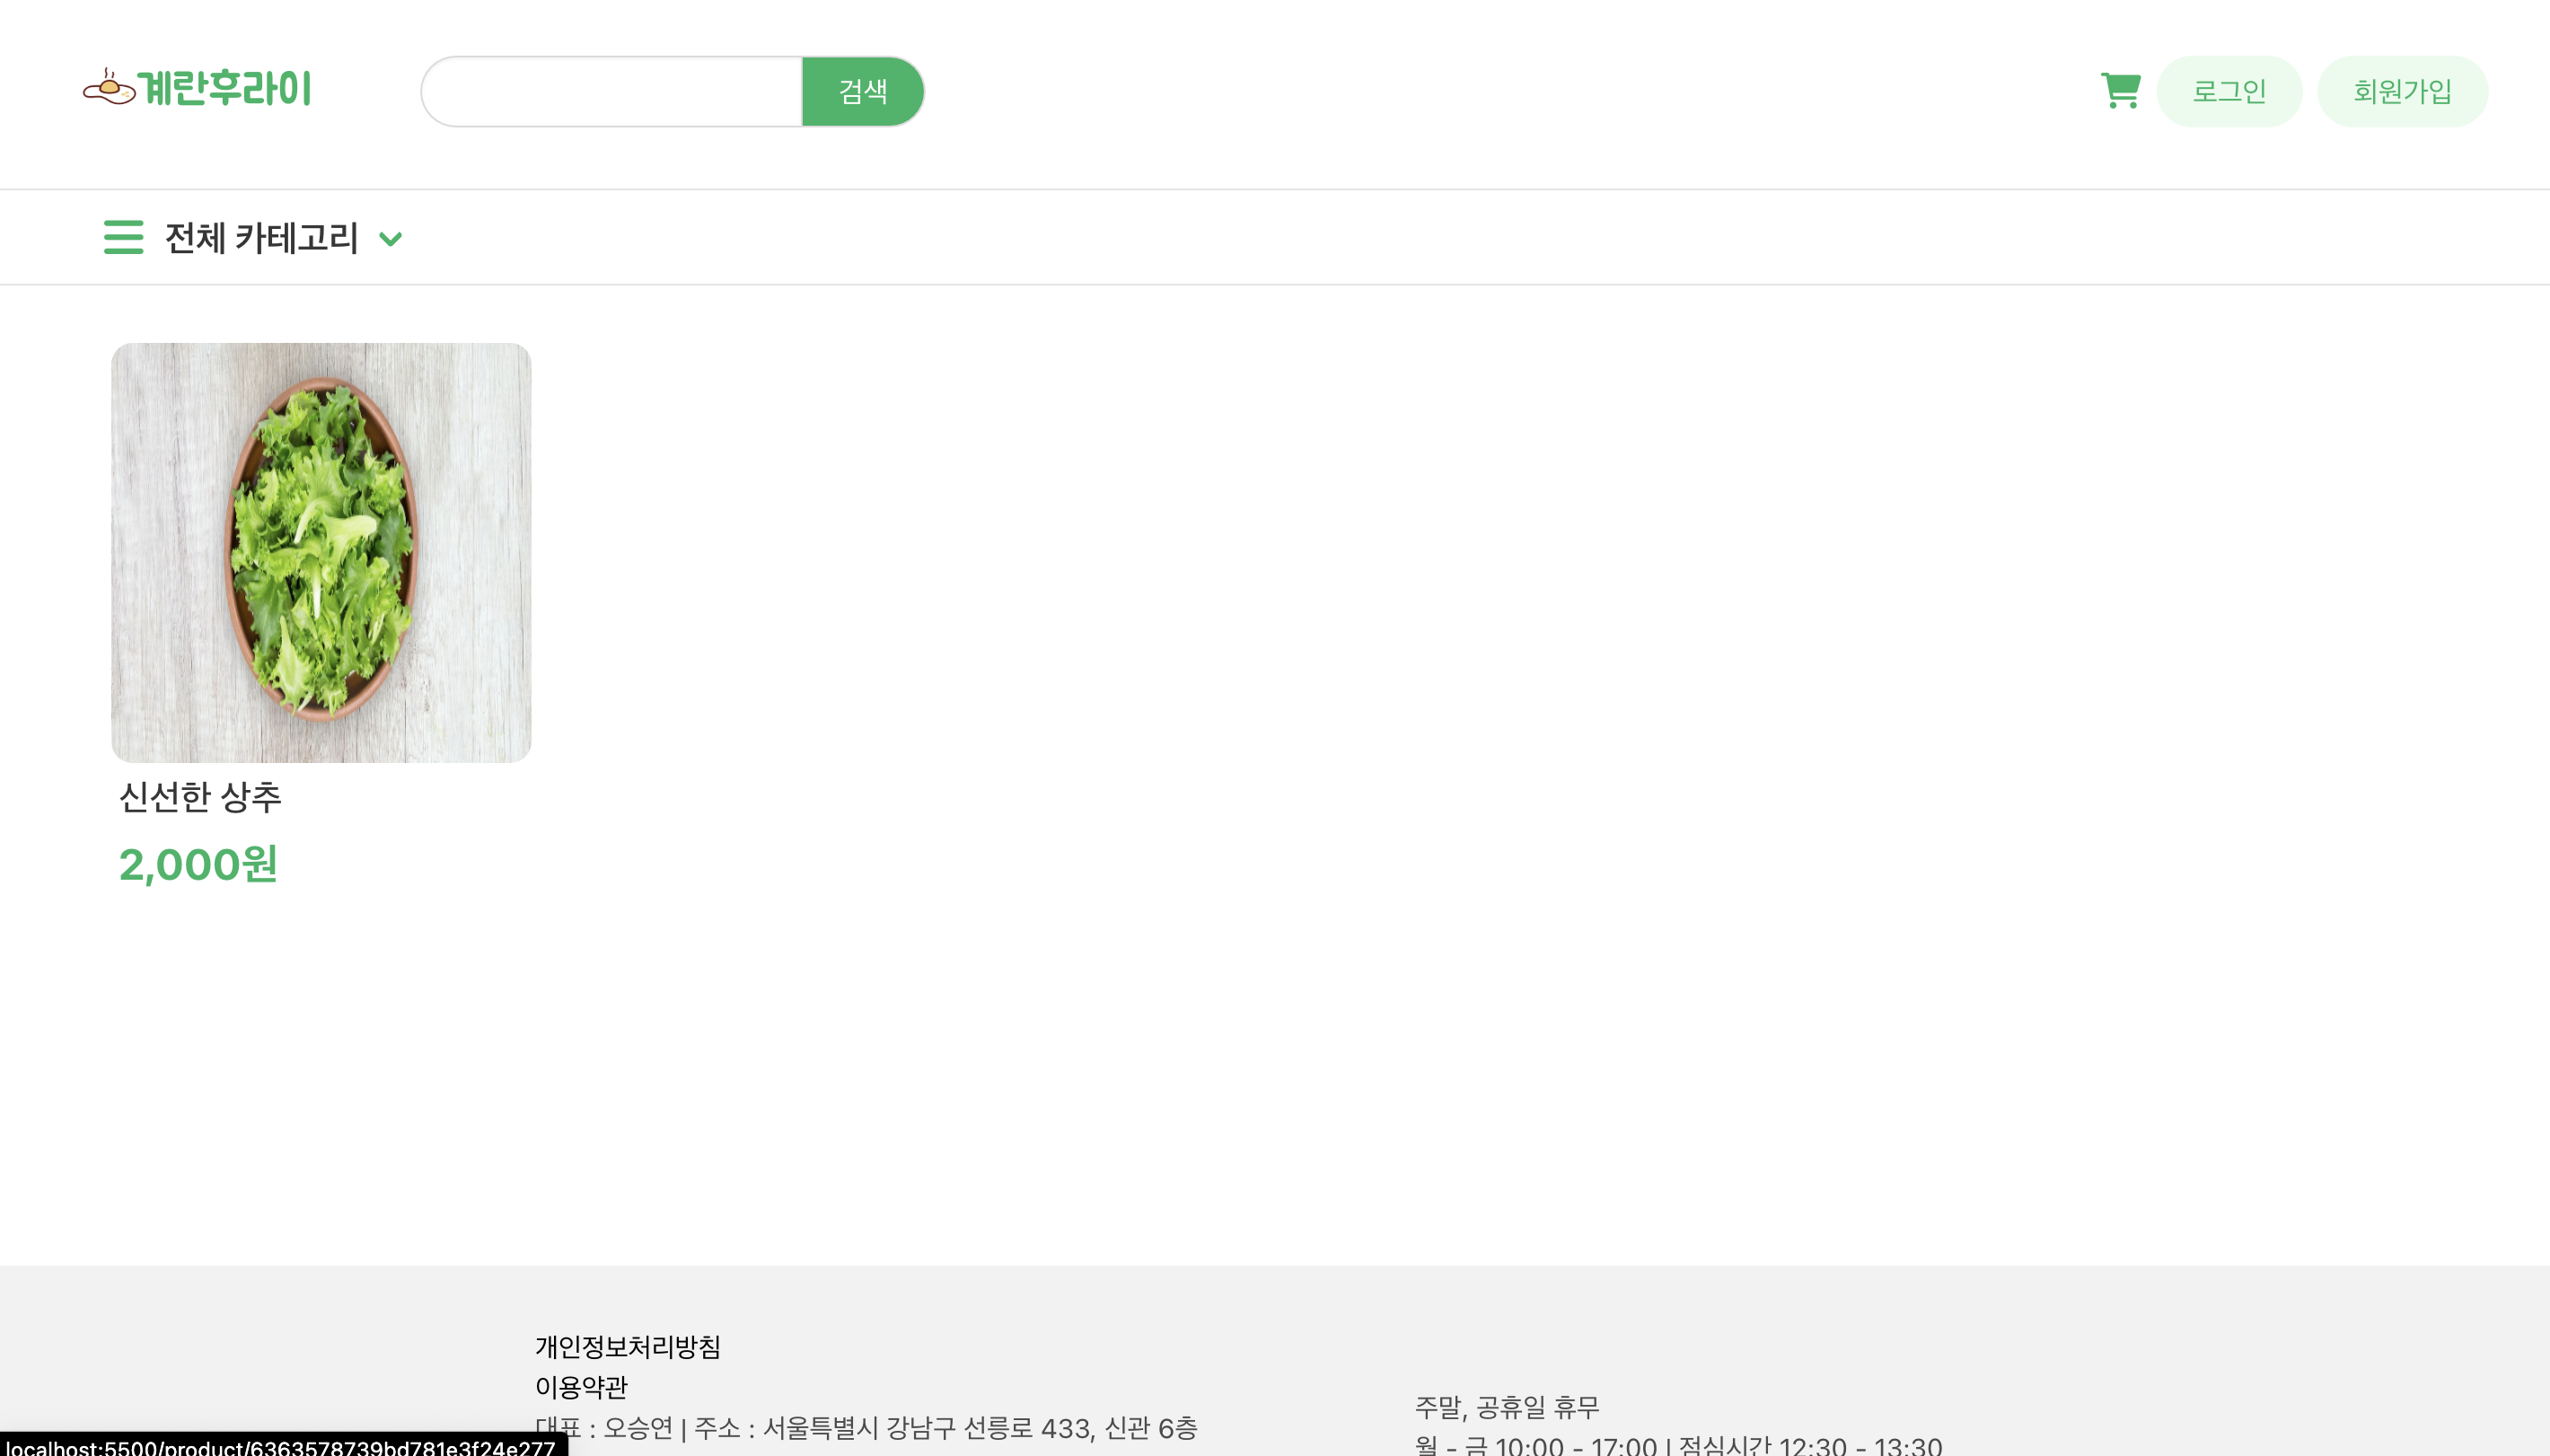 계란후라이
검색
로그인
회원가입
전체 카테고리
신선한 상추
2,000원
개인정보처리방침
이용약관
대표 : 오승연 | 주소 : 서울특별시 강남구 선릉로 433, 신관 6층
주말, 공휴일 휴무
월 - 금 10:00 - 17:00 | 점심시간 12:30 - 13:30
localhost:5500/product/6363578739bd781e3f24e277